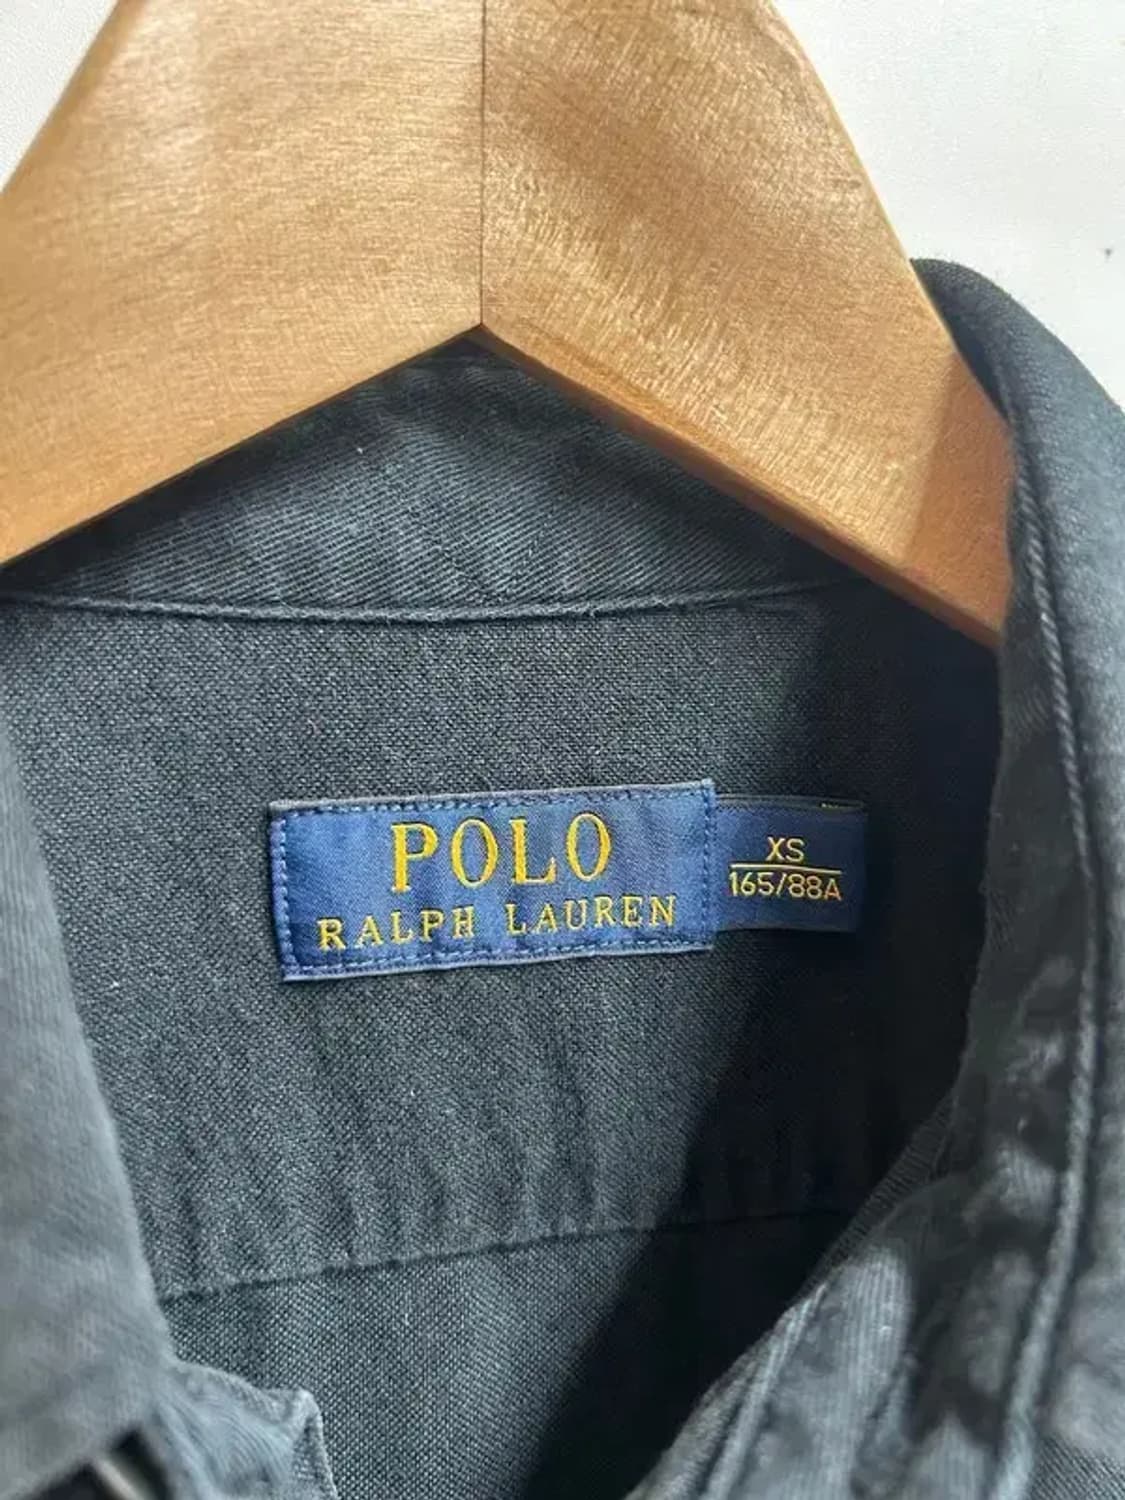 POLO
RALPH LAUREN
XS
165/88A